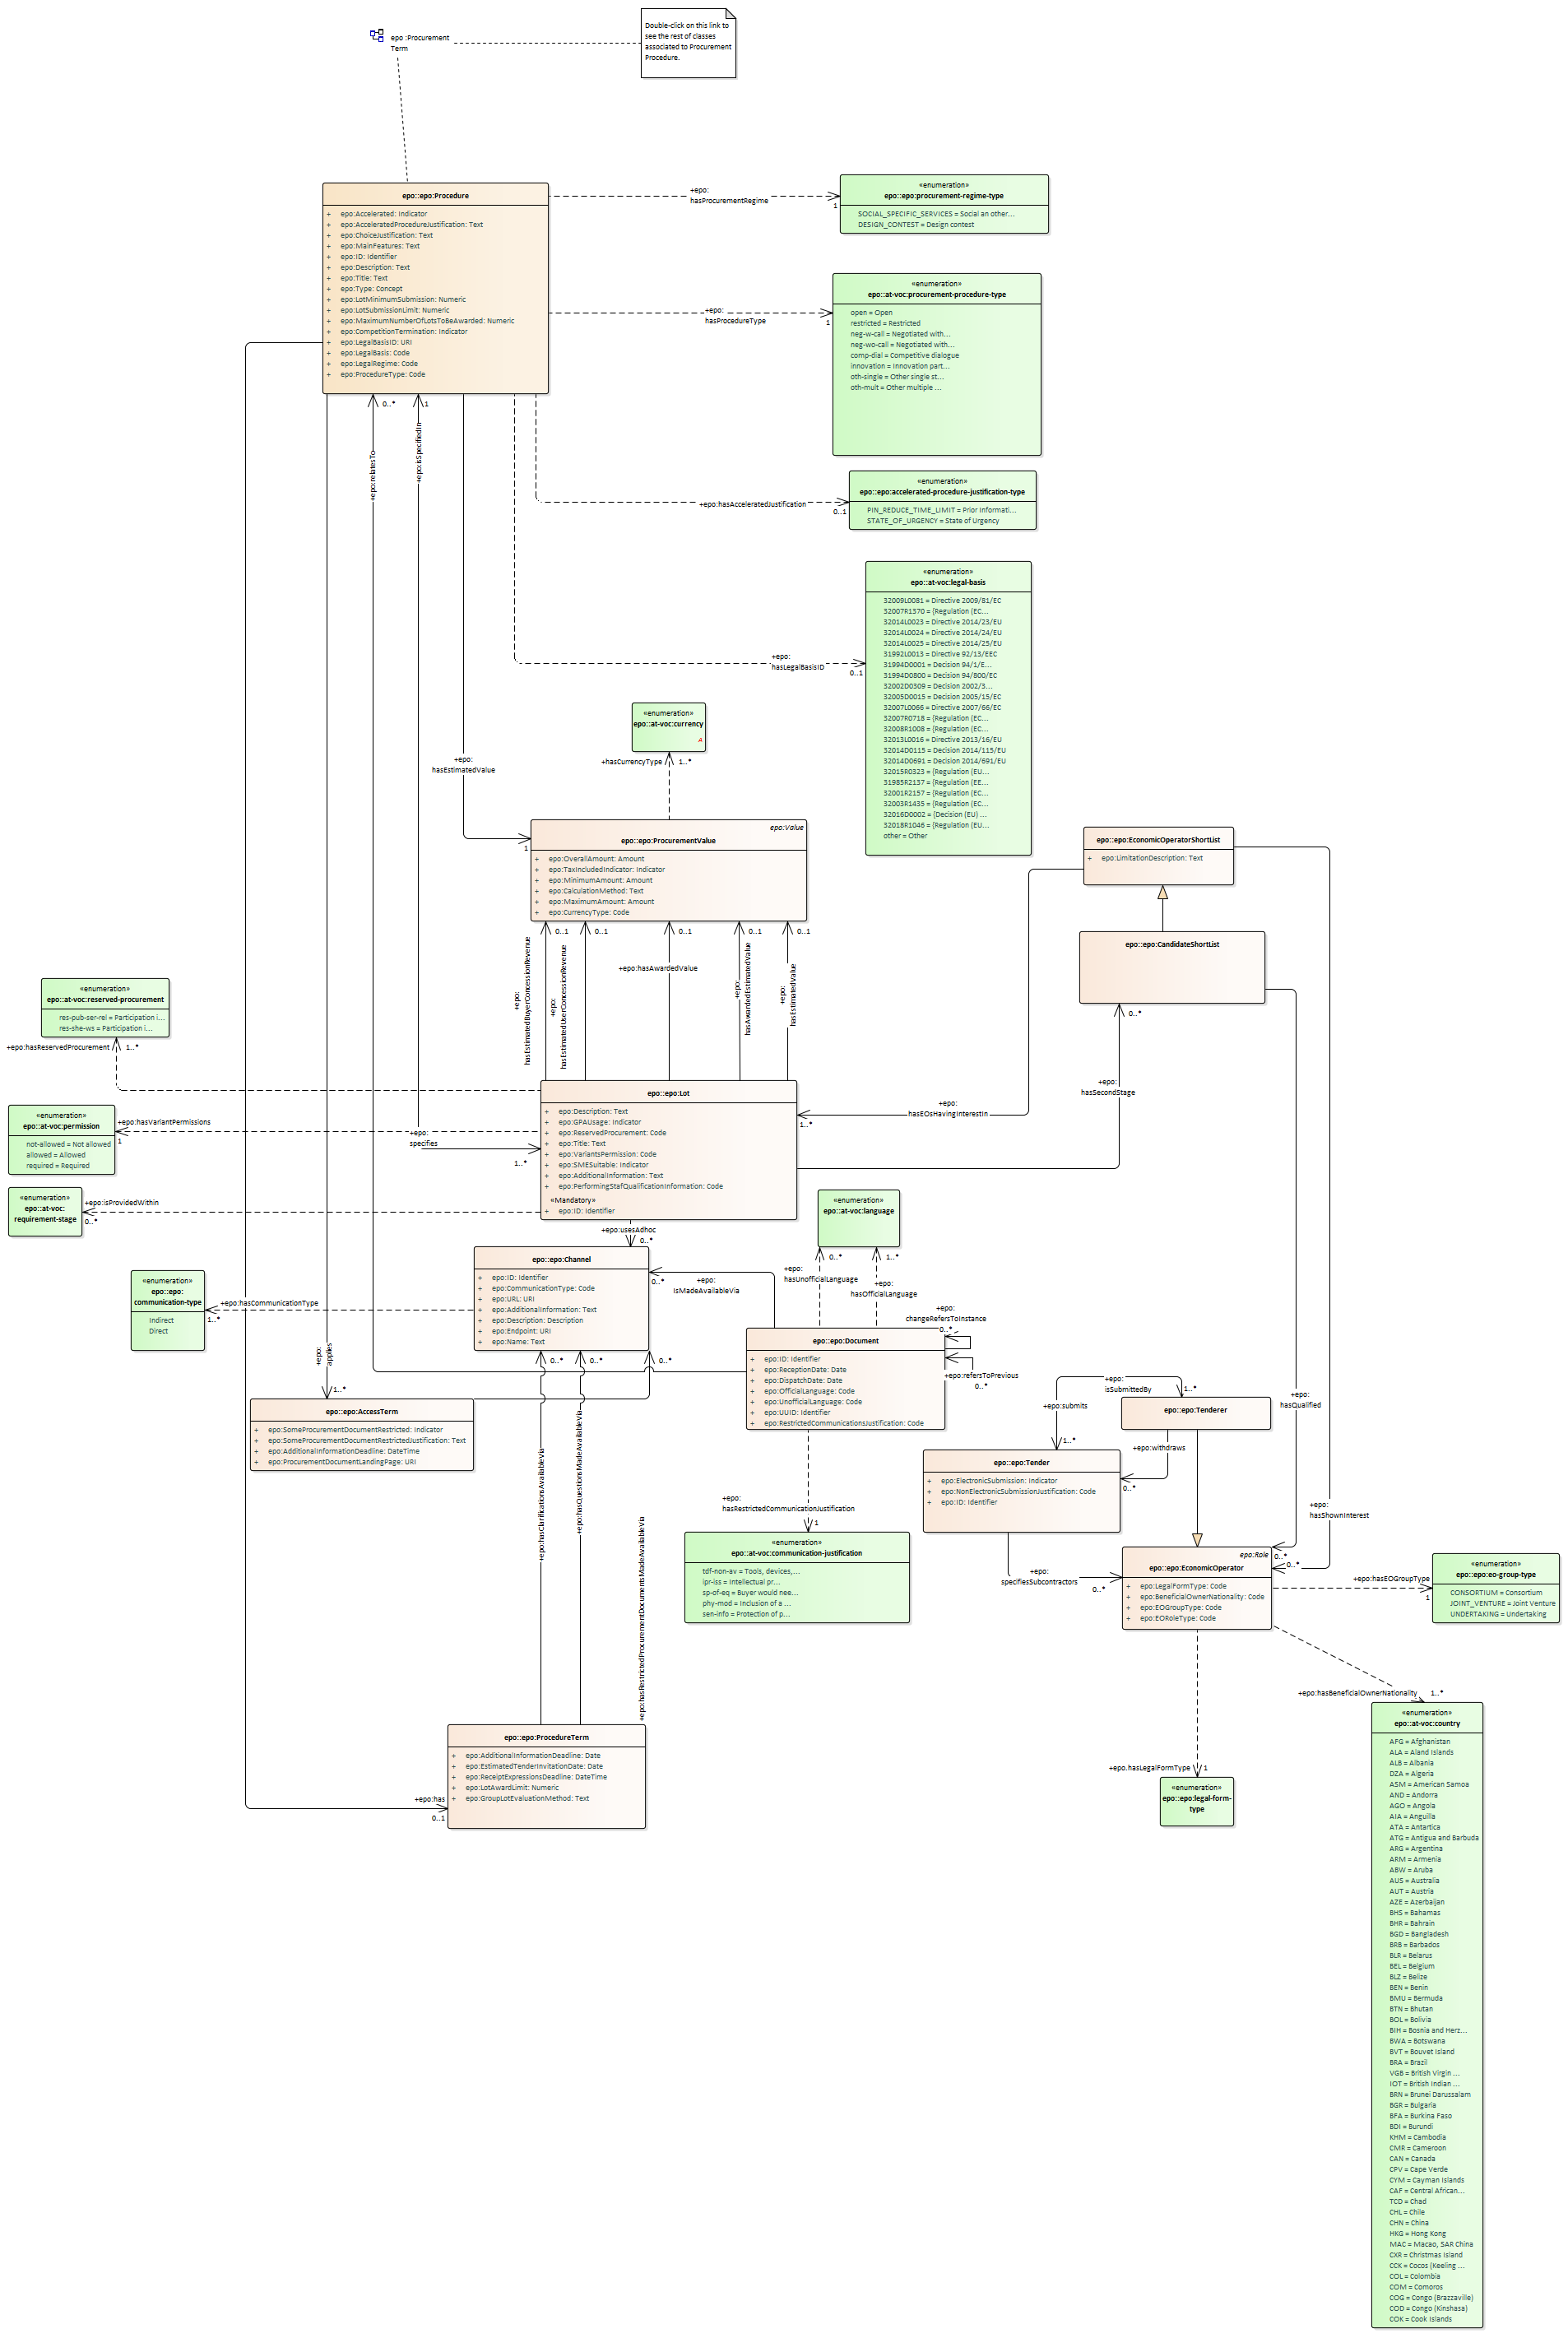 epo :Procurement
Term
Double-click on this link to
see the rest of classes
associated to Procurement
Procedure.
epo::epo:Procedure
+ epo:Accelerated: Indicator
+ epo:AcceleratedProcedureJustification: Text
+ epo:ChoiceJustification: Text
+ epo:MainFeatures: Text
+ epo:ID: Identifier
+ epo:Description: Text
+ epo:Title: Text
+ epo:Type: Concept
+ epo:LotMinimumSubmission: Numeric
+ epo:LotSubmissionLimit: Numeric
+ epo:MaximumNumberOfLotsToBeAwarded: Numeric
+ epo:CompetitionTermination: Indicator
+ epo:LegalBasisID: URI
+ epo:LegalBasis: Code
+ epo:LegalRegime: Code
+ epo:ProcedureType: Code
+epo:
hasProcurementRegime
1
«enumeration»
epo::epo:procurement-regime-type
SOCIAL_SPECIFIC_SERVICES = Social an other...
DESIGN_CONTEST = Design contest
+epo:
hasProcedureType
1
«enumeration»
epo::at-voc:procurement-procedure-type
open = Open
restricted = Restricted
neg-w-call = Negotiated with...
neg-wo-call = Negotiated with...
comp-dial = Competitive dialogue
innovation = Innovation part...
oth-single = Other single st...
oth-mult = Other multiple ...
0..*
1
+epo:relatesTo
+epo:isSpecifiedIn
+epo:hasAcceleratedJustification
0..1
«enumeration»
epo::epo:accelerated-procedure-justification-type
PIN_REDUCE_TIME_LIMIT = Prior Informati...
STATE_OF_URGENCY = State of Urgency
+epo:
hasLegalBasisID
0..1
«enumeration»
epo::at-voc:legal-basis
32009L0081 = Directive 2009/81/EC
32007R1370 = (Regulation (EC...
32014L0023 = Directive 2014/23/EU
32014L0024 = Directive 2014/24/EU
32014L0025 = Directive 2014/25/EU
31992L0013 = Directive 92/13/EEC
31994D0001 = Decision 94/1/E...
31994D0800 = Decision 94/800/EC
32002D0309 = Decision 2002/3...
32005D0015 = Decision 2005/15/EC
32007L0066 = Directive 2007/66/EC
32007R0718 = (Regulation (EC...
32008R1008 = (Regulation (EC...
32013L0016 = Directive 2013/16/EU
32014D0115 = Decision 2014/115/EU
32014D0691 = Decision 2014/691/EU
32015R0323 = (Regulation (EU...
31985R2137 = (Regulation (EE...
32001R2157 = (Regulation (EC...
32003R1435 = (Regulation (EC...
32016D0002 = (Decision (EU) ...
32018R1046 = (Regulation (EU...
other = Other
«enumeration»
epo::at-voc:currency
A
+hasCurrencyType
1..*
+epo:
hasEstimatedValue
1
epo:Value
epo::epo:ProcurementValue
+ epo:OverallAmount: Amount
+ epo:TaxIncludedIndicator: Indicator
+ epo:MinimumAmount: Amount
+ epo:CalculationMethod: Text
+ epo:MaximumAmount: Amount
+ epo:CurrencyType: Code
0..1
0..1
0..1
0..1
0..1
+epo:
hasEstimatedBuyerConcessionRevenue
+epo:
hasEstimatedUserConcessionRevenue
+epo:hasAwardedValue
+epo:
hasAwardedEstimatedValue
+epo:
hasEstimatedValue
epo::epo:EconomicOperatorShortList
+ epo:LimitationDescription: Text
epo::epo:CandidateShortList
0..*
+epo:
hasSecondStage
+epo:
hasEOsHavingInterestIn
1..*
«enumeration»
epo::at-voc:reserved-procurement
res-pub-ser-rel = Participation i...
res-she-ws = Participation i...
+epo:hasReservedProcurement
1..*
«enumeration»
epo::at-voc:permission
not-allowed = Not allowed
allowed = Allowed
required = Required
+epo:hasVariantPermissions
1
+epo:
specifies
1..*
«enumeration»
epo::at-voc:
requirement-stage
+epo:isProvidedWithin
0..*
epo::epo:Lot
+ epo:Description: Text
+ epo:GPAUsage: Indicator
+ epo:ReservedProcurement: Code
+ epo:Title: Text
+ epo:VariantsPermission: Code
+ epo:SMESuitable: Indicator
+ epo:AdditionalInformation: Text
+ epo:PerformingStafQualificationInformation: Code
«Mandatory»
+ epo:ID: Identifier
+epo:usesAdhoc
0..*
«enumeration»
epo::at-voc:language
0..*
1..*
+epo:
hasUnofficialLanguage
+epo:
hasOfficialLanguage
«enumeration»
epo::epo:
communication-type
Indirect
Direct
+epo:hasCommunicationType
1..*
epo::epo:Channel
+ epo:ID: Identifier
+ epo:CommunicationType: Code
+ epo:URL: URI
+ epo:AdditionalInformation: Text
+ epo:Description: Description
+ epo:Endpoint: URI
+ epo:Name: Text
0..*
+epo:
IsMadeAvailableVia
0..*
0..*
0..*
+epo:
changeRefersToInstance
0..*
epo::epo:Document
+ epo:ID: Identifier
+ epo:ReceptionDate: Date
+ epo:DispatchDate: Date
+ epo:OfficialLanguage: Code
+ epo:UnofficialLanguage: Code
+ epo:UUID: Identifier
+ epo:RestrictedCommunicationsJustification: Code
+epo:refersToPrevious
0..*
+epo:
applies
1..*
epo::epo:AccessTerm
+ epo:SomeProcurementDocumentRestricted: Indicator
+ epo:SomeProcurementDocumentRestrictedJustification: Text
+ epo:AdditionalInformationDeadline: DateTime
+ epo:ProcurementDocumentLandingPage: URI
+epo:
isSubmittedBy
1..*
+epo:submits
1..*
epo::epo:Tenderer
+epo:withdraws
0..*
epo::epo:Tender
+ epo:ElectronicSubmission: Indicator
+ epo:NonElectronicSubmissionJustification: Code
+ epo:ID: Identifier
+epo:
hasQualified
+epo:
hasShownInterest
+epo:
hasRestrictedCommunicationJustification
1
«enumeration»
epo::at-voc:communication-justification
tdf-non-av = Tools, devices,...
ipr-iss = Intellectual pr...
sp-of-eq = Buyer would nee...
phy-mod = Inclusion of a ...
sen-info = Protection of p...
+epo:
specifiesSubcontractors
0..*
0..*
0..*
epo:Role
epo::epo:EconomicOperator
+ epo:LegalFormType: Code
+ epo:BeneficialOwnerNationality: Code
+ epo:EOGroupType: Code
+ epo:EORoleType: Code
+epo:hasEOGroupType
1
«enumeration»
epo::epo:eo-group-type
CONSORTIUM = Consortium
JOINT_VENTURE = Joint Venture
UNDERTAKING = Undertaking
+epo:hasClarificationsAvailableVia
+epo:hasQuestionsMadeAvailableVia
+epo:hasRestrictedProcurementDocumentsMadeAvailableVia
+epo:has
0..1
epo::epo:ProcedureTerm
+ epo:AdditionalInformationDeadline: Date
+ epo:EstimatedTenderInvitationDate: Date
+ epo:ReceiptExpressionsDeadline: DateTime
+ epo:LotAwardLimit: Numeric
+ epo:GroupLotEvaluationMethod: Text
+epo.hasLegalFormType
1
«enumeration»
epo::epo:legal-form-
type
+epo:hasBeneficialOwnerNationality
1..*
«enumeration»
epo::at-voc:country
AFG = Afghanistan
ALA = Aland Islands
ALB = Albania
DZA = Algeria
ASM = American Samoa
AND = Andorra
AGO = Angola
AIA = Anguilla
ATA = Antartica
ATG = Antigua and Barbuda
ARG = Argentina
ARM = Armenia
ABW = Aruba
AUS = Australia
AUT = Austria
AZE = Azerbaijan
BHS = Bahamas
BHR = Bahrain
BGD = Bangladesh
BRB = Barbados
BLR = Belarus
BEL = Belgium
BLZ = Belize
BEN = Benin
BMU = Bermuda
BTN = Bhutan
BOL = Bolivia
BIH = Bosnia and Herz...
BWA = Botswana
BVT = Bouvet Island
BRA = Brazil
VGB = British Virgin ...
IOT = British Indian ...
BRN = Brunei Darussalam
BGR = Bulgaria
BFA = Burkina Faso
BDI = Burundi
KHM = Cambodia
CMR = Cameroon
CAN = Canada
CPV = Cape Verde
CYM = Cayman Islands
CAF = Central African...
TCD = Chad
CHL = Chile
CHN = China
HKG = Hong Kong
MAC = Macao, SAR China
CXR = Christmas Island
CCK = Cocos (Keeling ...
COL = Colombia
COM = Comoros
COG = Congo (Brazzaville)
COD = Congo (Kinshasa)
COK = Cook Islands